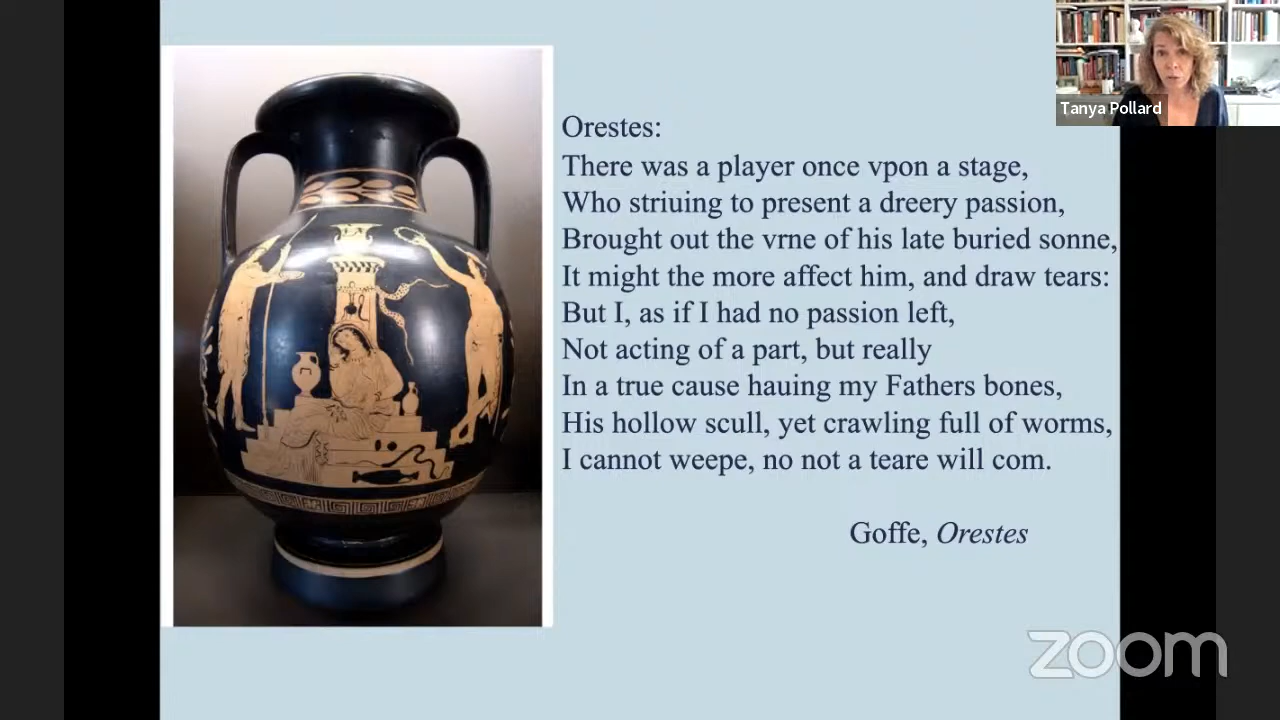 Tanya Pollard
Orestes:
There was a player once vpon a stage,
Who striuing to present a dreery passion,
Brought out the vrne of his late buried sonne,
It might the more affect him, and draw tears:
But I, as if I had no passion left,
Not acting of a part, but really
In a true cause hauing my Fathers bones,
His hollow scull, yet crawling full of worms,
I cannot weepe, no not a teare will com.
Goffe, Orestes
zoom